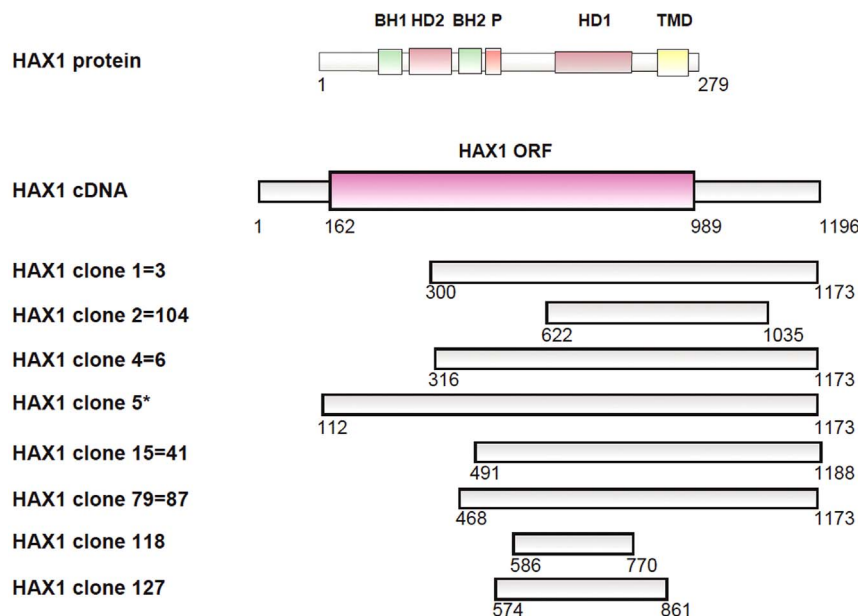 BH1 HD2 BH2 P HD1 TMD
HAX1 protein
1 279
HAX1 ORF
HAX1 cDNA
1 162 989 1196
HAX1 clone 1=3
300 1173
HAX1 clone 2=104
622 1035
HAX1 clone 4=6
316 1173
HAX1 clone 5*
112 1173
HAX1 clone 15=41
491 1188
HAX1 clone 79=87
468 1173
HAX1 clone 118
586 770
HAX1 clone 127
574 861